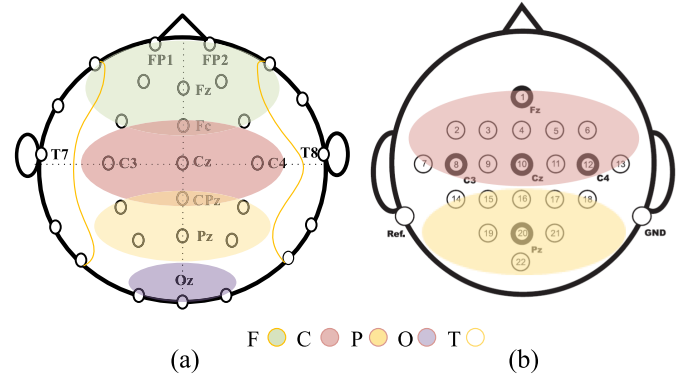 FP1 FP2
Fz
Fc
T7 C3 Cz C4 T8
CPz
Pz
Oz
1
Fz
2 3 4 5 6
7 8 9 10 11 12 13
C3 Cz C4
14 15 16 17 18
Ref. GND
19 20 21
Pz
22
F C P O T
(a) (b)